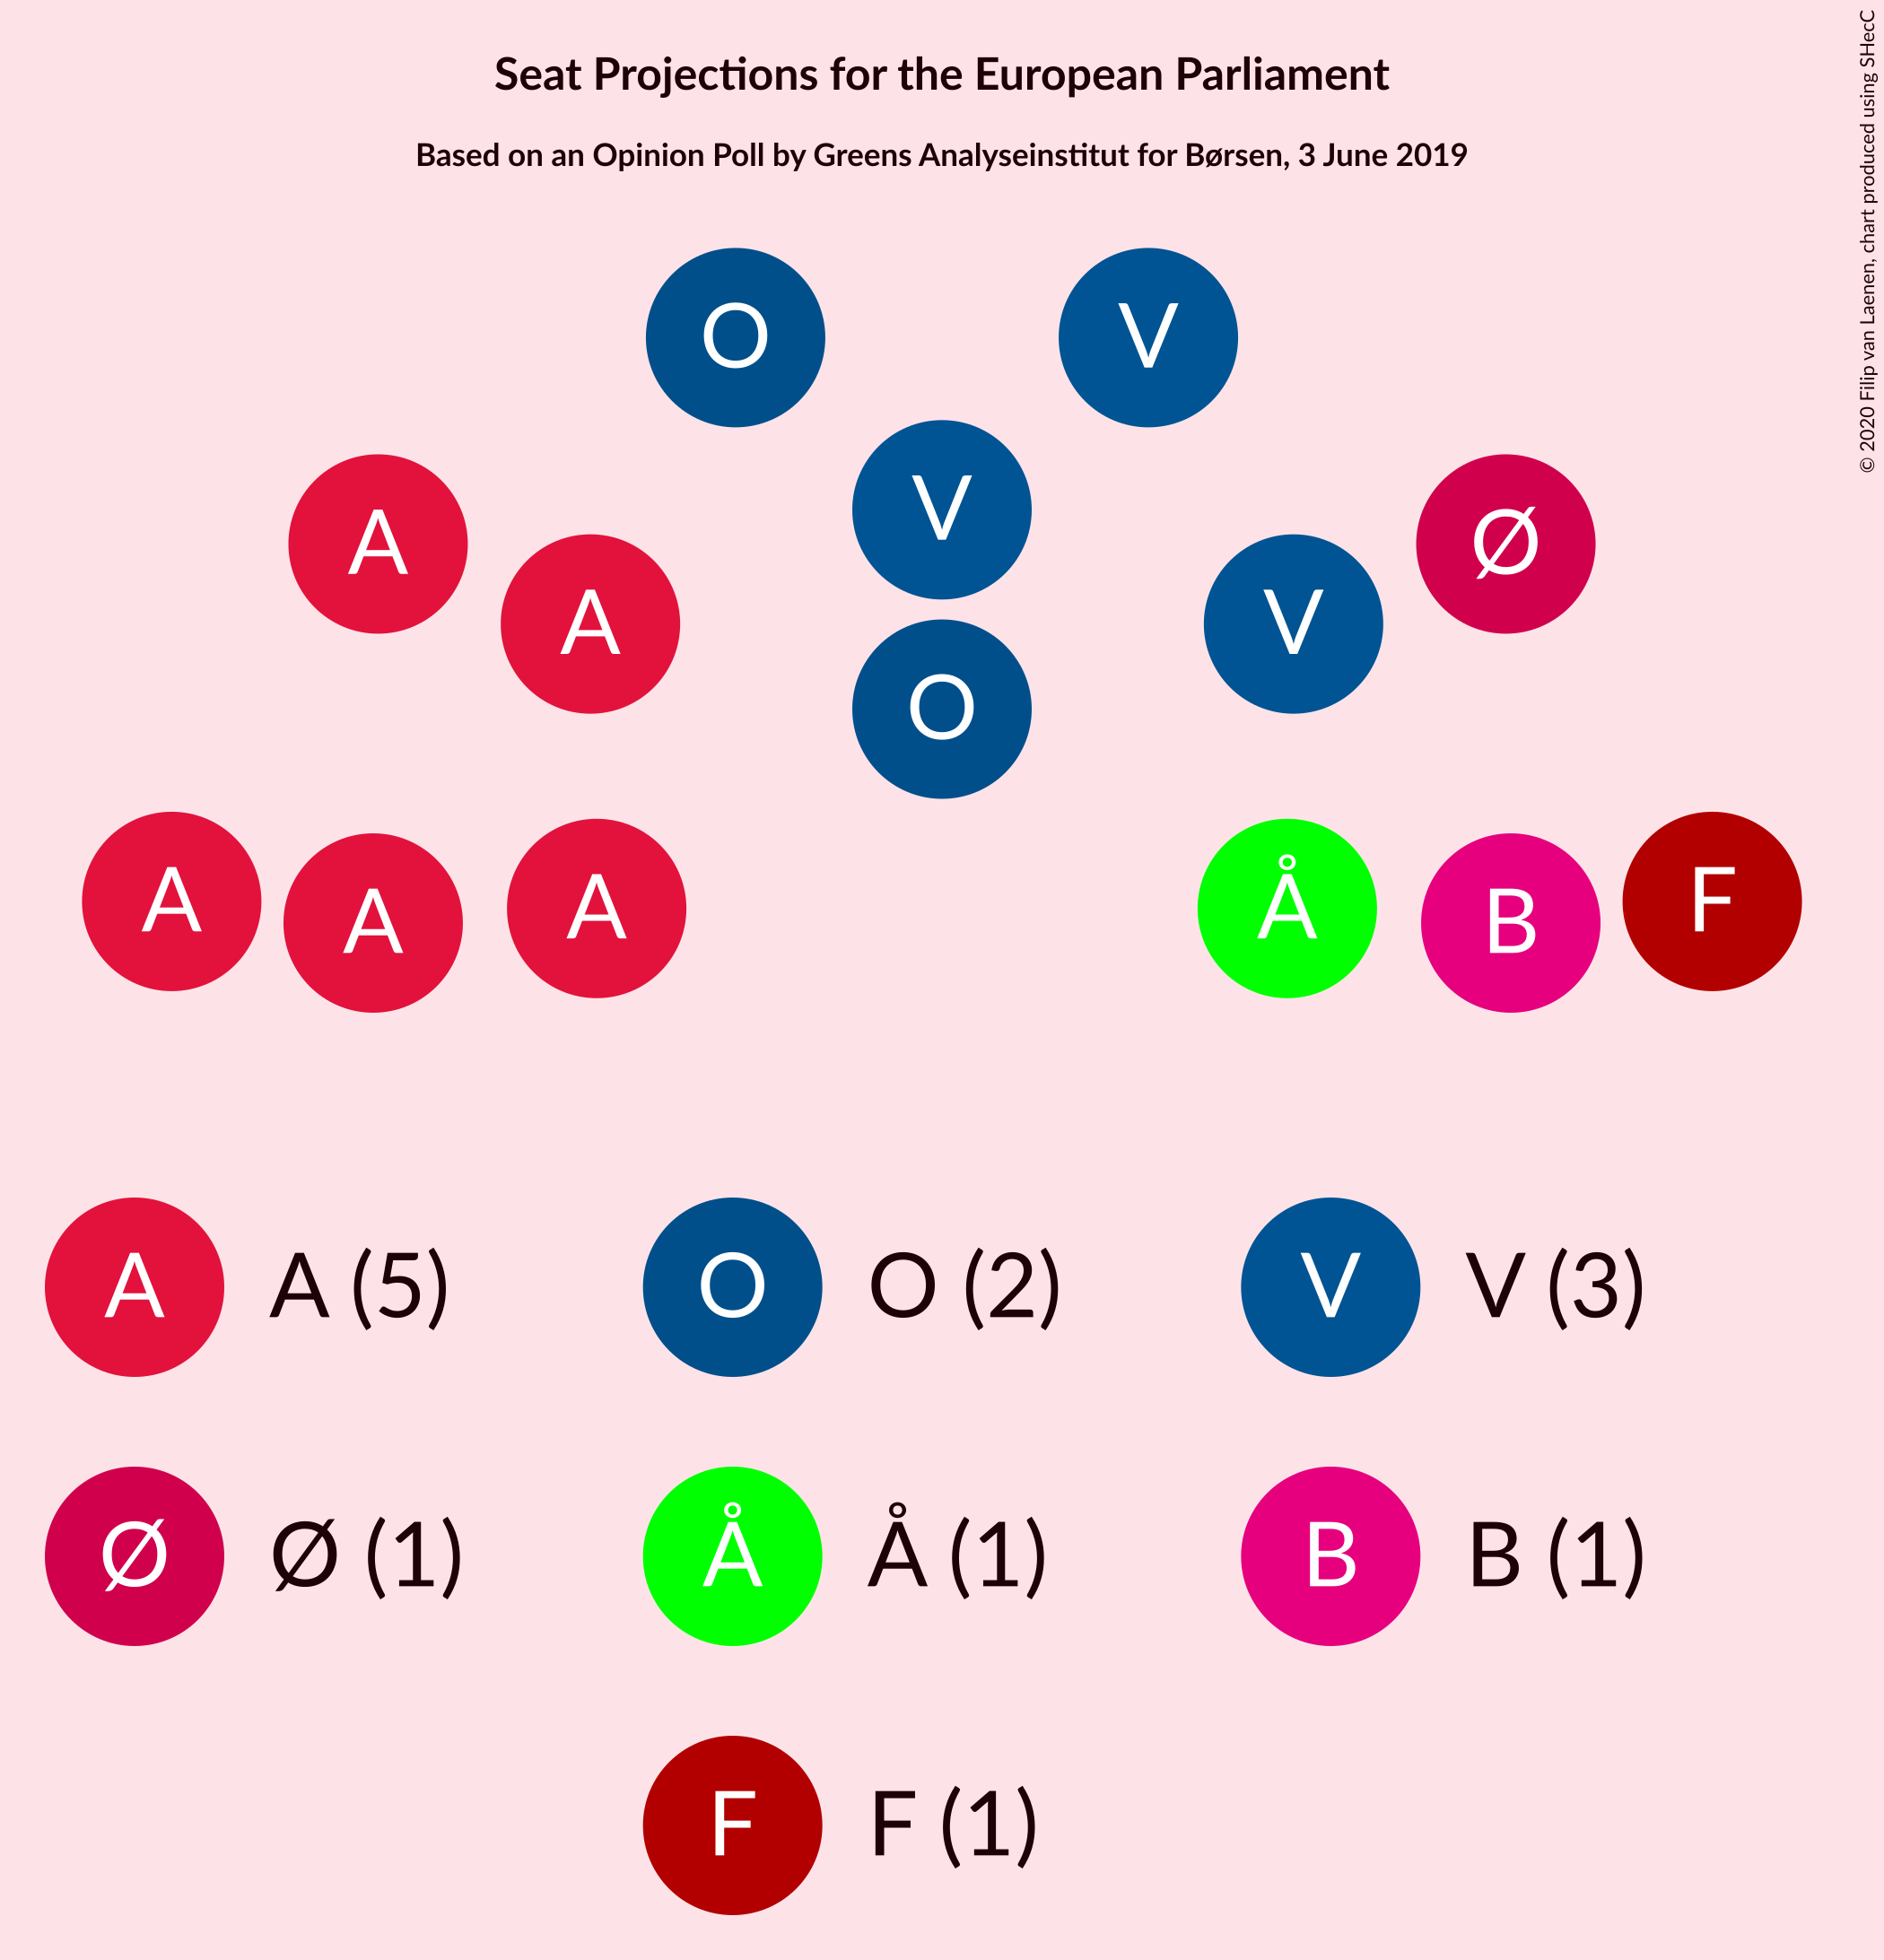 Seat Projections for the European Parliament
Based on an Opinion Poll by Greens Analyseinstitut for Børsen, 3 June 2019
© 2020 Filip van Laenen, chart produced using SHecC
O V
V
A Ø
A V
O
A A A Å B F
A A (5) O O (2) V V (3)
Ø Ø (1) Å Å (1) B B (1)
F F (1)